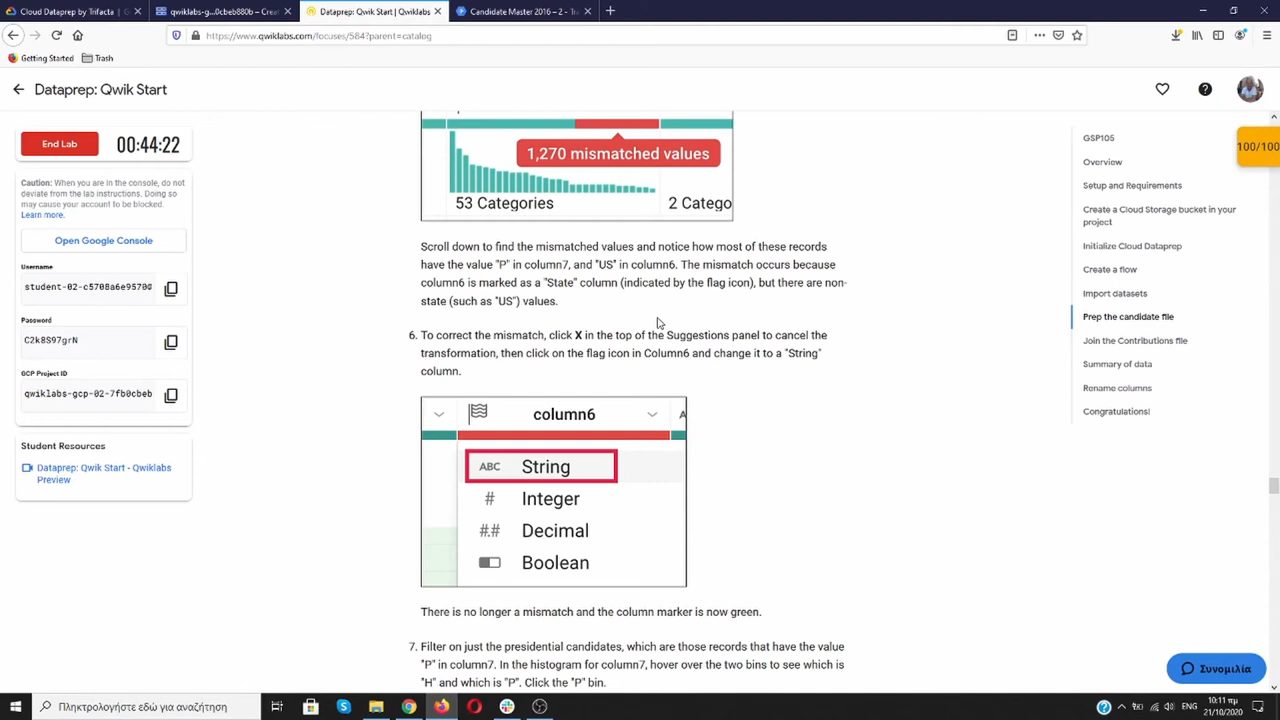 Cloud Dataprep by Trifacta
qwiklabs-g...0cbeb880b – Creat
Dataprep: Qwik Start | Qwiklabs
Candidate Master 2016 – 2 – Tra
https://www.qwiklabs.com/focuses/584?parent=catalog
Getting Started
Trash
Dataprep: Qwik Start
End Lab
00:44:22
Caution: When you are in the console, do not
deviate from the lab instructions. Doing so
may cause your account to be blocked.
Learn more.
Open Google Console
Username
student-02-c5708a6e9570@
Password
C2k8S97grN
GCP Project ID
qwiklabs-gcp-02-7fb0cbeb
Student Resources
Dataprep: Qwik Start - Qwiklabs
Preview
1,270 mismatched values
53 Categories
2 Catego
Scroll down to find the mismatched values and notice how most of these records
have the value "P" in column7, and "US" in column6. The mismatch occurs because
column6 is marked as a "State" column (indicated by the flag icon), but there are non-
state (such as "US") values.
6. To correct the mismatch, click X in the top of the Suggestions panel to cancel the
transformation, then click on the flag icon in Column6 and change it to a "String"
column.
column6
A
ABC String
# Integer
#.# Decimal
Boolean
There is no longer a mismatch and the column marker is now green.
7. Filter on just the presidential candidates, which are those records that have the value
"P" in column7. In the histogram for column7, hover over the two bins to see which is
"H" and which is "P". Click the "P" bin.
GSP105
Overview
Setup and Requirements
Create a Cloud Storage bucket in your
project
Initialize Cloud Dataprep
Create a flow
Import datasets
Prep the candidate file
Join the Contributions file
Summary of data
Rename columns
Congratulations!
100/100
Συνομιλία
Πληκτρολογήστε εδώ για αναζήτηση
10:11 πμ
21/10/2020